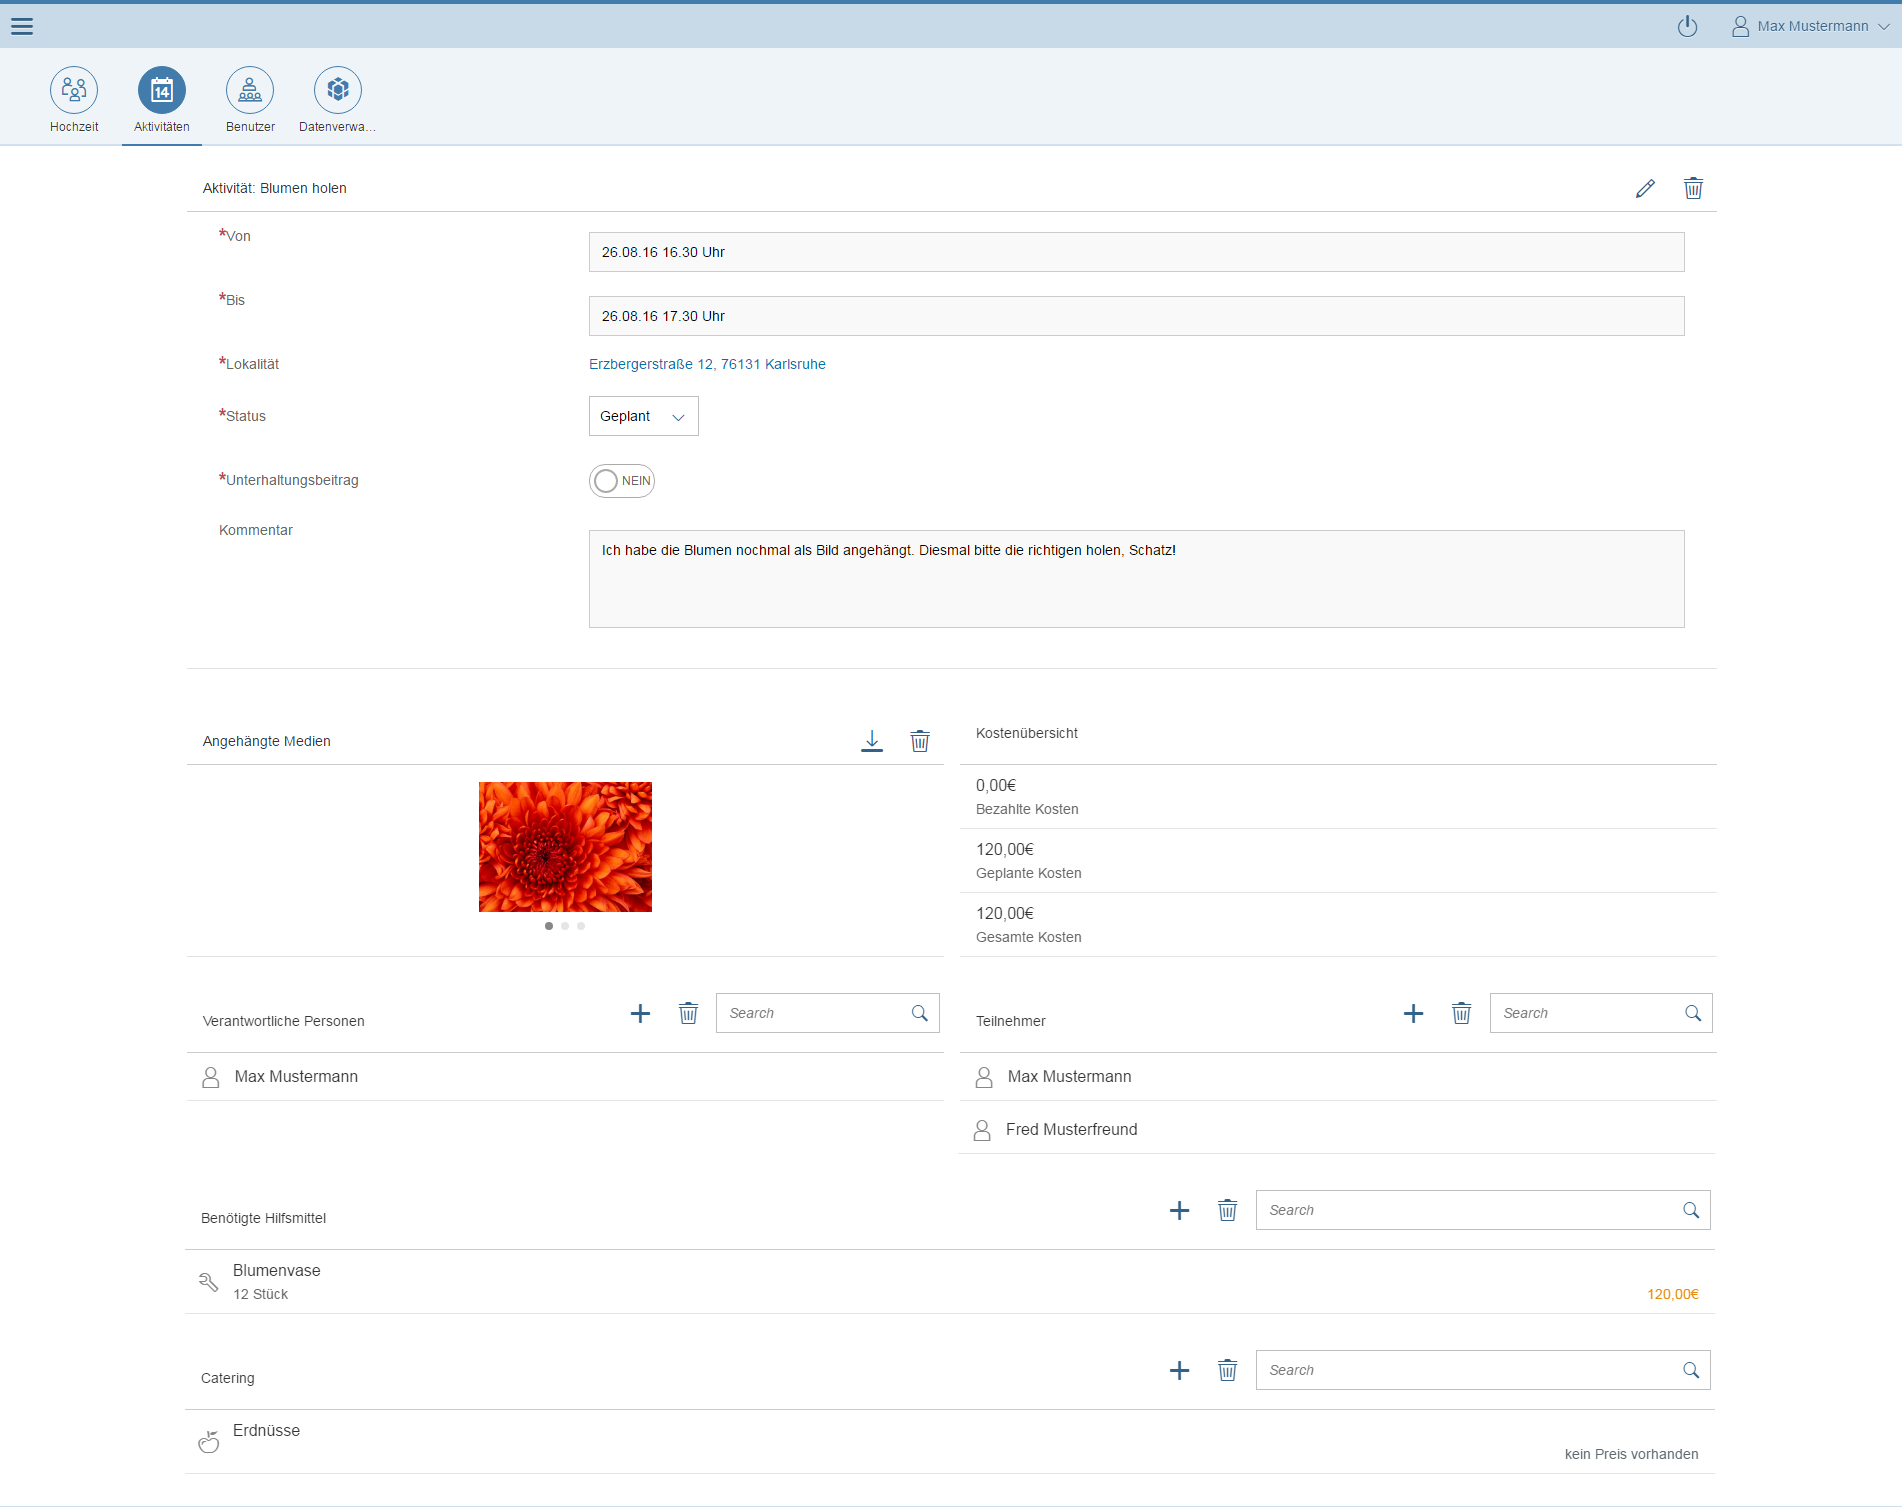 Max Mustermann
14
Hochzeit
Aktivitäten
Benutzer
Datenverwa...
Aktivität: Blumen holen
*Von
26.08.16 16.30 Uhr
*Bis
26.08.16 17.30 Uhr
*Lokalität
Erzbergerstraße 12, 76131 Karlsruhe
*Status
Geplant
*Unterhaltungsbeitrag
NEIN
Kommentar
Ich habe die Blumen nochmal als Bild angehängt. Diesmal bitte die richtigen holen, Schatz!
Angehängte Medien
Kostenübersicht
0,00€
Bezahlte Kosten
120,00€
Geplante Kosten
120,00€
Gesamte Kosten
Verantwortliche Personen
Search
Max Mustermann
Teilnehmer
Search
Max Mustermann
Fred Musterfreund
Benötigte Hilfsmittel
Search
Blumenvase
12 Stück
120,00€
Catering
Search
Erdnüsse
kein Preis vorhanden